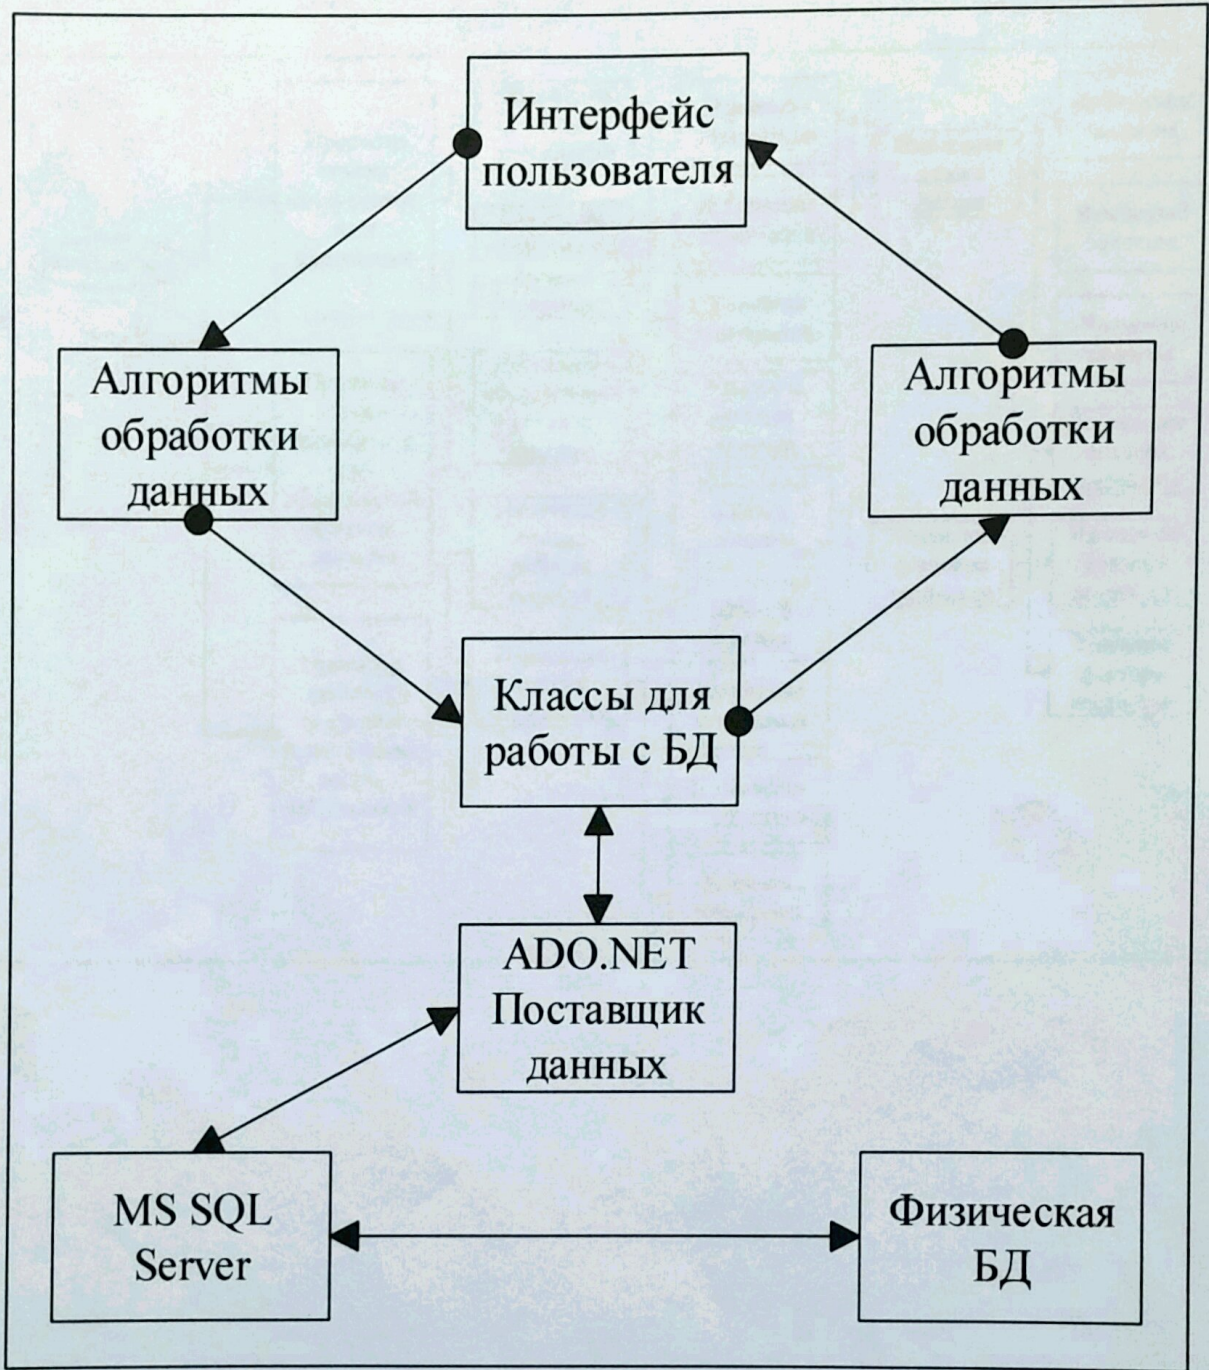 Интерфейс
пользователя
Алгоритмы
обработки
данных
Алгоритмы
обработки
данных
Классы для
работы с БД
ADO.NET
Поставщик
данных
MS SQL
Server
Физическая
БД